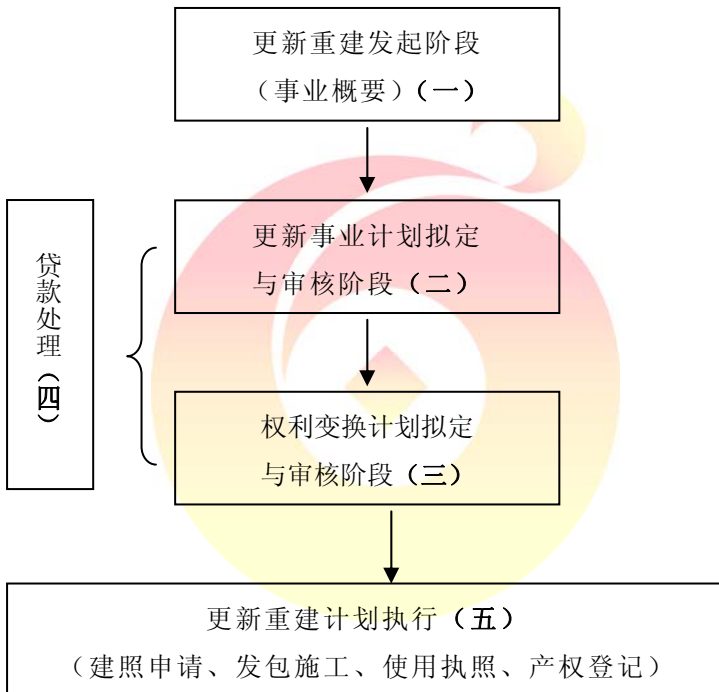 更新重建发起阶段
（事业概要）（一）
更新事业计划拟定
与审核阶段（二）
贷款处理（四）
权利变换计划拟定
与审核阶段（三）
更新重建计划执行（五）
（建照申请、发包施工、使用执照、产权登记）